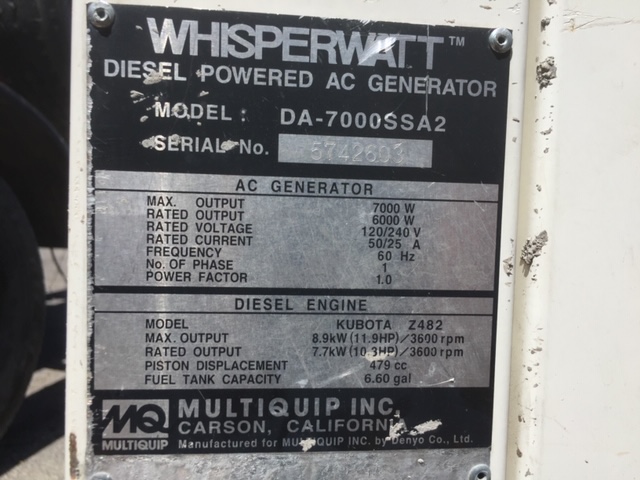 WHISPERWATT™
DIESEL POWERED AC GENERATOR
MODEL: DA-7000SSA2
SERIAL No. 5742603
AC GENERATOR
MAX. OUTPUT 7000 W
RATED OUTPUT 6000 W
RATED VOLTAGE 120/240 V
RATED CURRENT 50/25 A
FREQUENCY 60 Hz
No. OF PHASE 1
POWER FACTOR 1.0
DIESEL ENGINE
MODEL KUBOTA Z482
MAX. OUTPUT 8.9kW(11.9HP)/3600 rpm
RATED OUTPUT 7.7kW(10.3HP)/3600 rpm
PISTON DISPLACEMENT 479 cc
FUEL TANK CAPACITY 6.60 gal
MQ MULTIQUIP INC.
CARSON, CALIFORNIA
MULTIQUIP Manufactured for MULTIQUIP INC. by Denyo Co., Ltd.